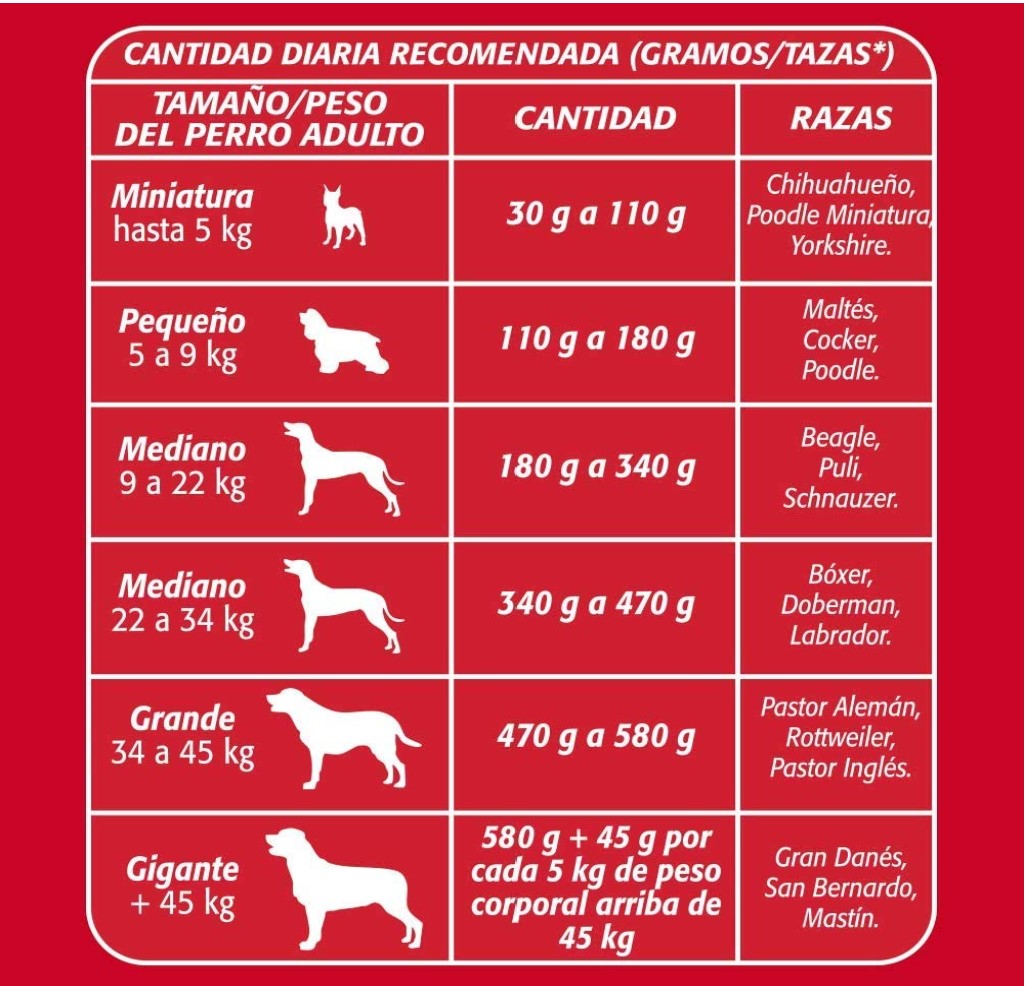 CANTIDAD DIARIA RECOMENDADA (GRAMOS/TAZAS*)
TAMAÑO/PESO
DEL PERRO ADULTO
CANTIDAD
RAZAS
Miniatura
hasta 5 kg
30 g a 110 g
Chihuahueño,
Poodle Miniatura,
Yorkshire.
Pequeño
5 a 9 kg
110 g a 180 g
Maltés,
Cocker,
Poodle.
Mediano
9 a 22 kg
180 g a 340 g
Beagle,
Puli,
Schnauzer.
Mediano
22 a 34 kg
340 g a 470 g
Bóxer,
Doberman,
Labrador.
Grande
34 a 45 kg
470 g a 580 g
Pastor Alemán,
Rottweiler,
Pastor Inglés.
Gigante
+ 45 kg
580 g + 45 g por
cada 5 kg de peso
corporal arriba de
45 kg
Gran Danés,
San Bernardo,
Mastín.